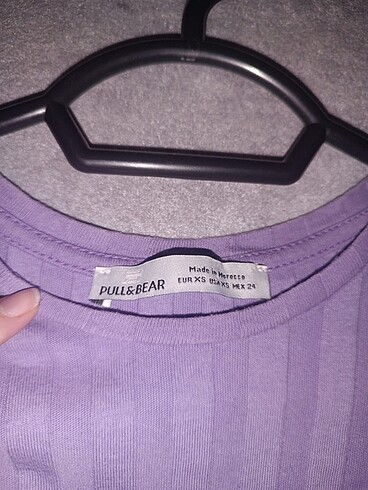 PULL&BEAR
Made in Morocco
EUR XS USA XS MEX 24